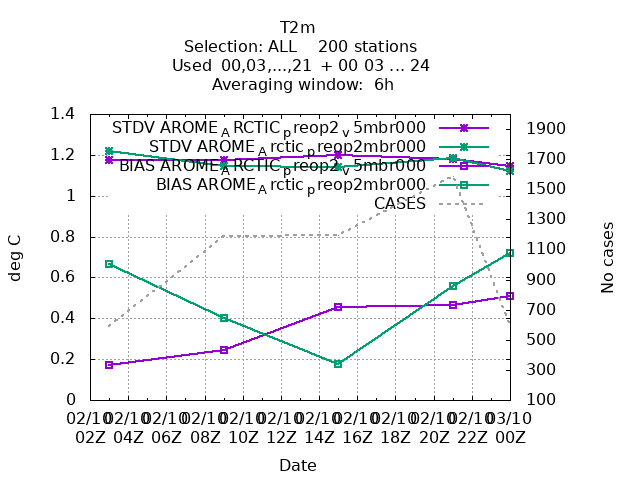 T2m
Selection: ALL 200 stations
Used 00,03,...,21 + 00 03 ... 24
Averaging window: 6h
1.4
1.2
1
0.8
0.6
0.4
0.2
0
deg C
STDV AROME_ARCTIC_preop2_v5mbr000
STDV AROME_Arctic_preop2mbr000
BIAS AROME_ARCTIC_preop2_v5mbr000
BIAS AROME_Arctic_preop2mbr000
CASES
1900
1700
1500
1300
1100
900
700
500
300
100
No cases
02/10 02/10 02/10 02/10 02/10 02/10 02/10 02/10 02/10 02/10 02/10 03/10
02Z 04Z 06Z 08Z 10Z 12Z 14Z 16Z 18Z 20Z 22Z 00Z
Date